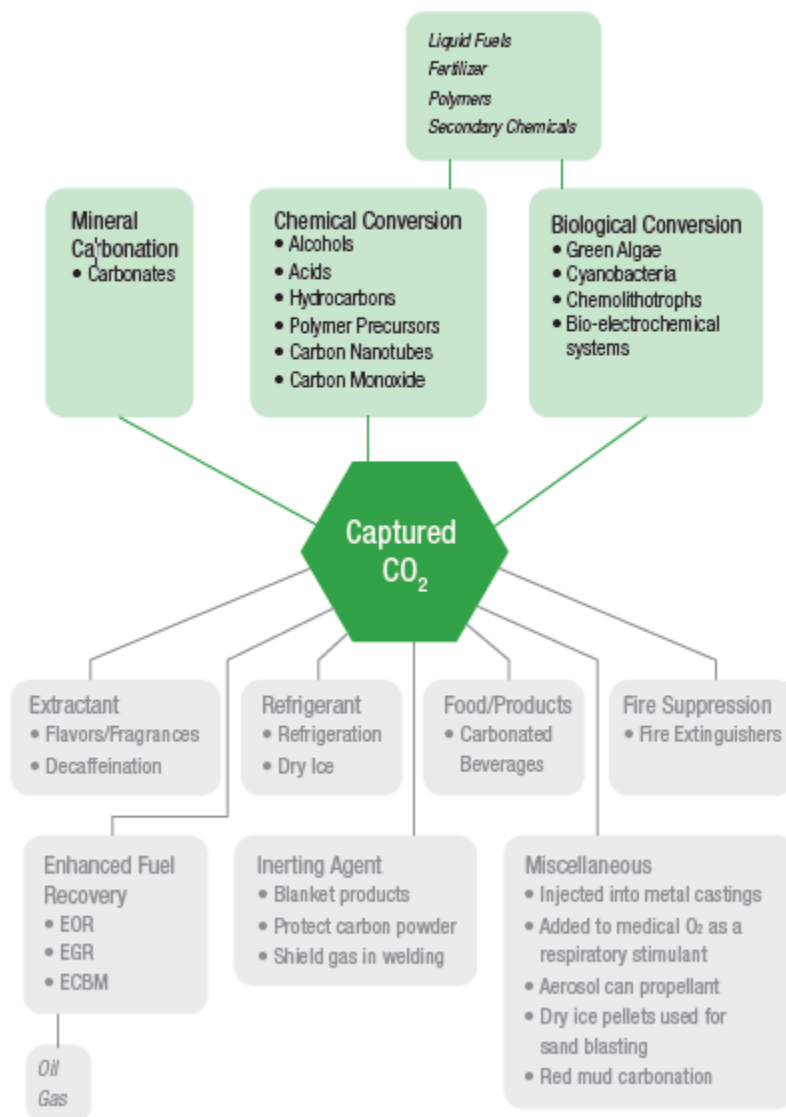 Liquid Fuels
Fertilizer
Polymers
Secondary Chemicals
Mineral
Carbonation
• Carbonates
Chemical Conversion
• Alcohols
• Acids
• Hydrocarbons
• Polymer Precursors
• Carbon Nanotubes
• Carbon Monoxide
Biological Conversion
• Green Algae
• Cyanobacteria
• Chemolithotrophs
• Bio-electrochemical
systems
Captured
CO₂
Extractant
• Flavors/Fragrances
• Decaffeination
Refrigerant
• Refrigeration
• Dry Ice
Food/Products
• Carbonated
Beverages
Fire Suppression
• Fire Extinguishers
Enhanced Fuel
Recovery
• EOR
• EGR
• ECBM
Inerting Agent
• Blanket products
• Protect carbon powder
• Shield gas in welding
Miscellaneous
• Injected into metal castings
• Added to medical O₂ as a
respiratory stimulant
• Aerosol can propellant
• Dry ice pellets used for
sand blasting
• Red mud carbonation
Oil
Gas